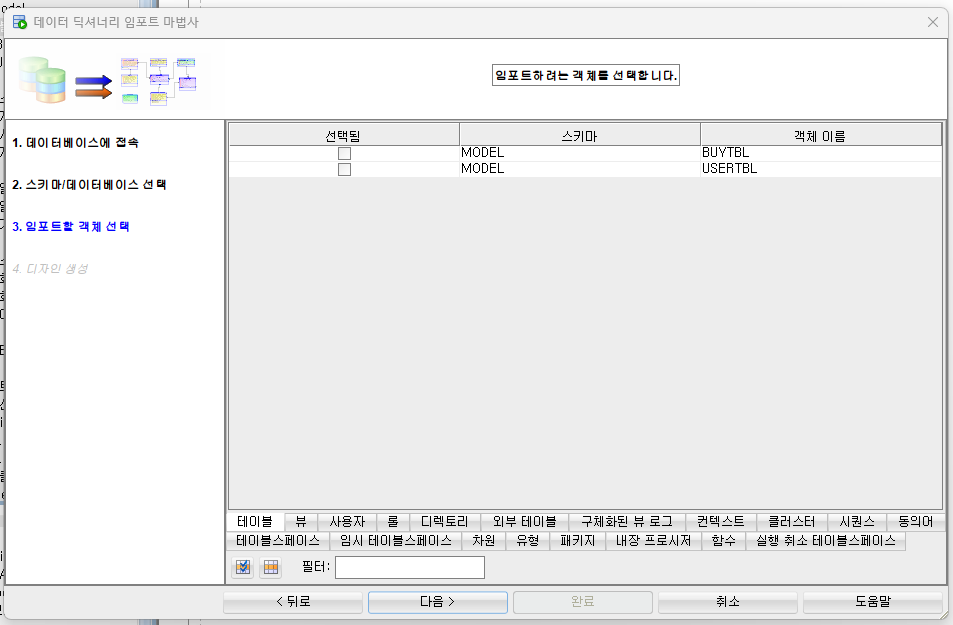 데이터 딕셔너리 임포트 마법사
임포트하려는 객체를 선택합니다.
1. 데이터베이스에 접속
2. 스키마/데이터베이스 선택
3. 임포트할 객체 선택
4. 디자인 생성
선택됨 스키마 객체 이름
MODEL BUYTBL
MODEL USERTBL
테이블 뷰 사용자 롤 디렉토리 외부 테이블 구체화된 뷰 로그 컨텍스트 클러스터 시퀀스 동의어
테이블스페이스 임시 테이블스페이스 차원 유형 패키지 내장 프로시저 함수 실행 취소 테이블스페이스
필터:
< 뒤로 다음 > 완료 취소 도움말